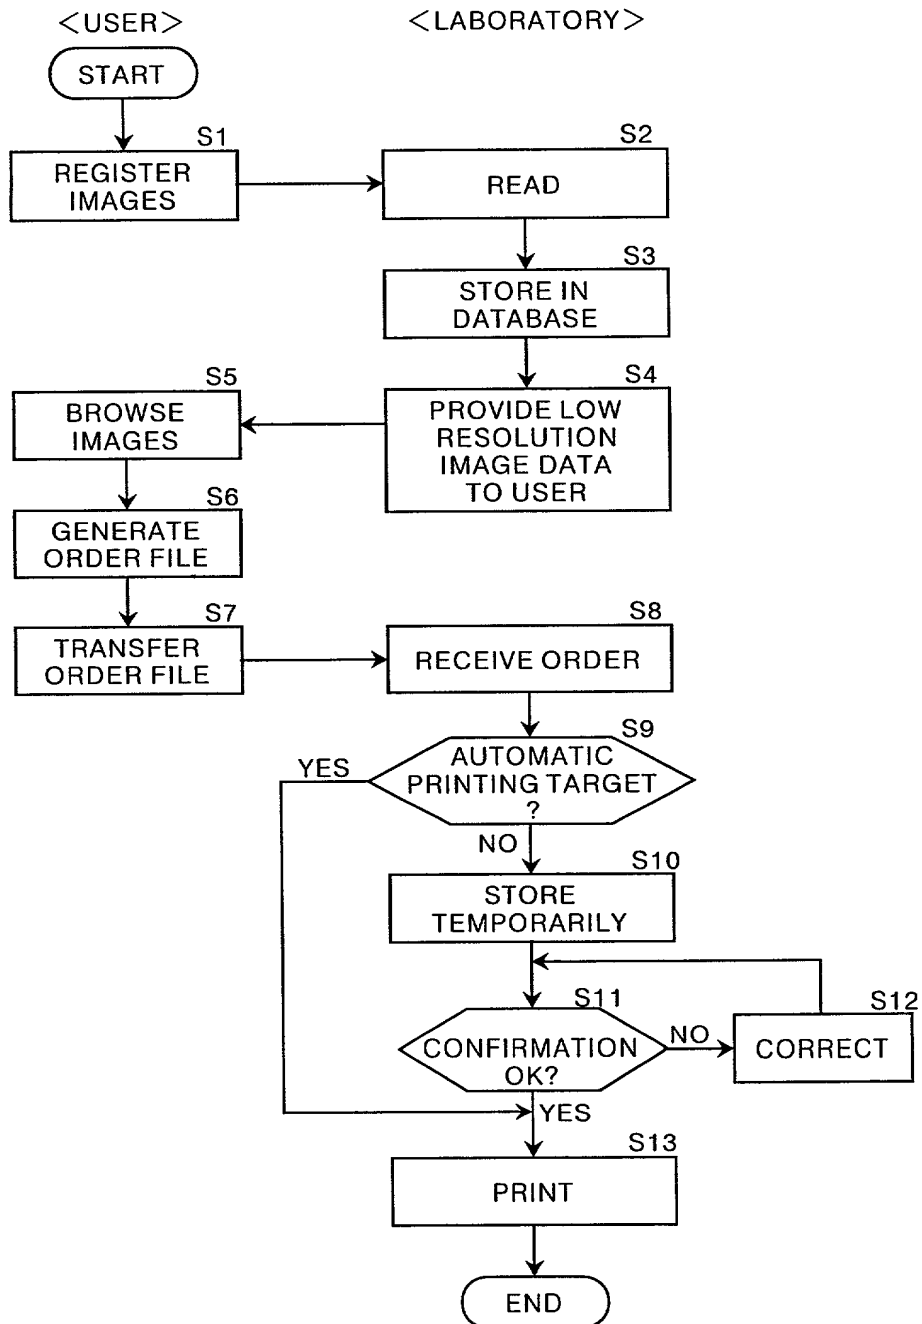 <USER>
<LABORATORY>
START
S1
REGISTER
IMAGES
S2
READ
S3
STORE IN
DATABASE
S4
PROVIDE LOW
RESOLUTION
IMAGE DATA
TO USER
S5
BROWSE
IMAGES
S6
GENERATE
ORDER FILE
S7
TRANSFER
ORDER FILE
S8
RECEIVE ORDER
S9
AUTOMATIC
PRINTING TARGET
?
YES
NO
S10
STORE
TEMPORARILY
S11
CONFIRMATION
OK?
NO
S12
CORRECT
YES
S13
PRINT
END